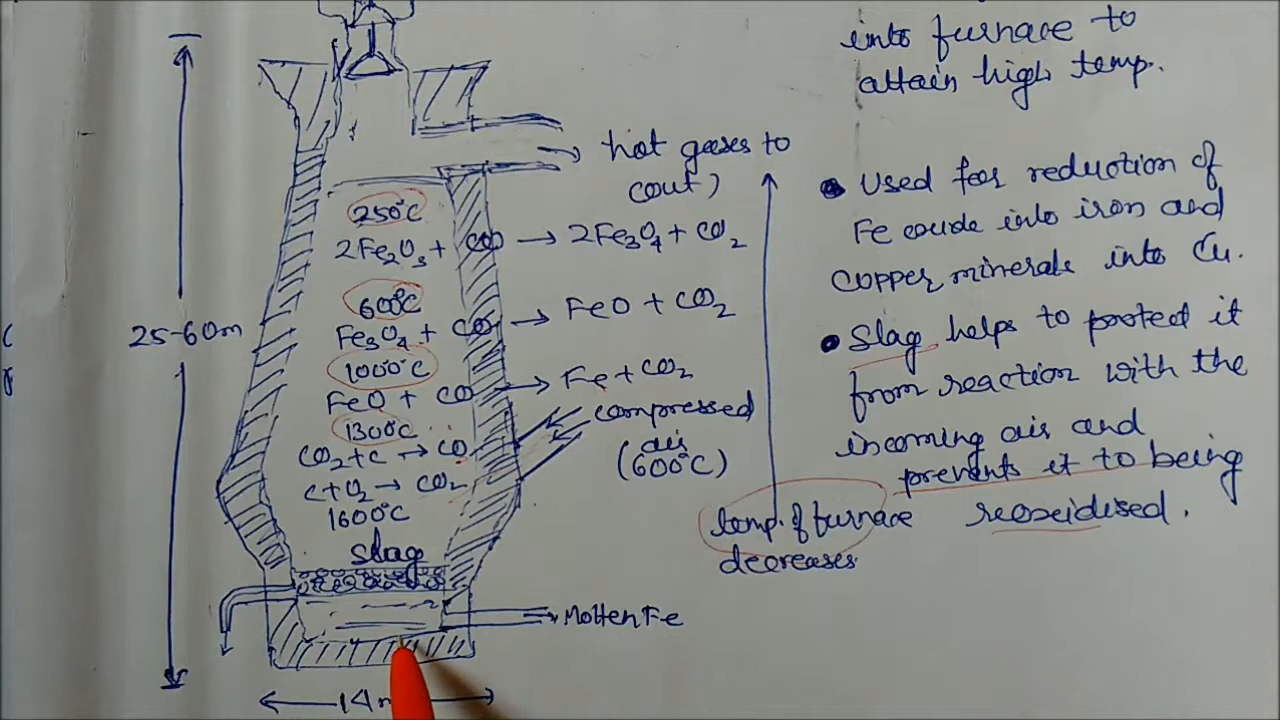 into furnace to
attain high temp.
hot gases to
(out)
250°C
2Fe₂O₃ + CO → 2Fe₃O₄ + CO₂
600°C
Fe₃O₄ + CO → FeO + CO₂
1000°C
FeO + CO → Fe + CO₂
1300°C
CO₂ + C → CO
C + O₂ → CO₂
1600°C
Slag
compressed
air
(600°C)
Molten Fe
25-60m
14
temp. of furnace
decreases
• Used for reduction of
Fe oxide into iron and
copper minerals into Cu.
• Slag helps to protect it
from reaction with the
incoming air and
prevents it to being
reoxidised.